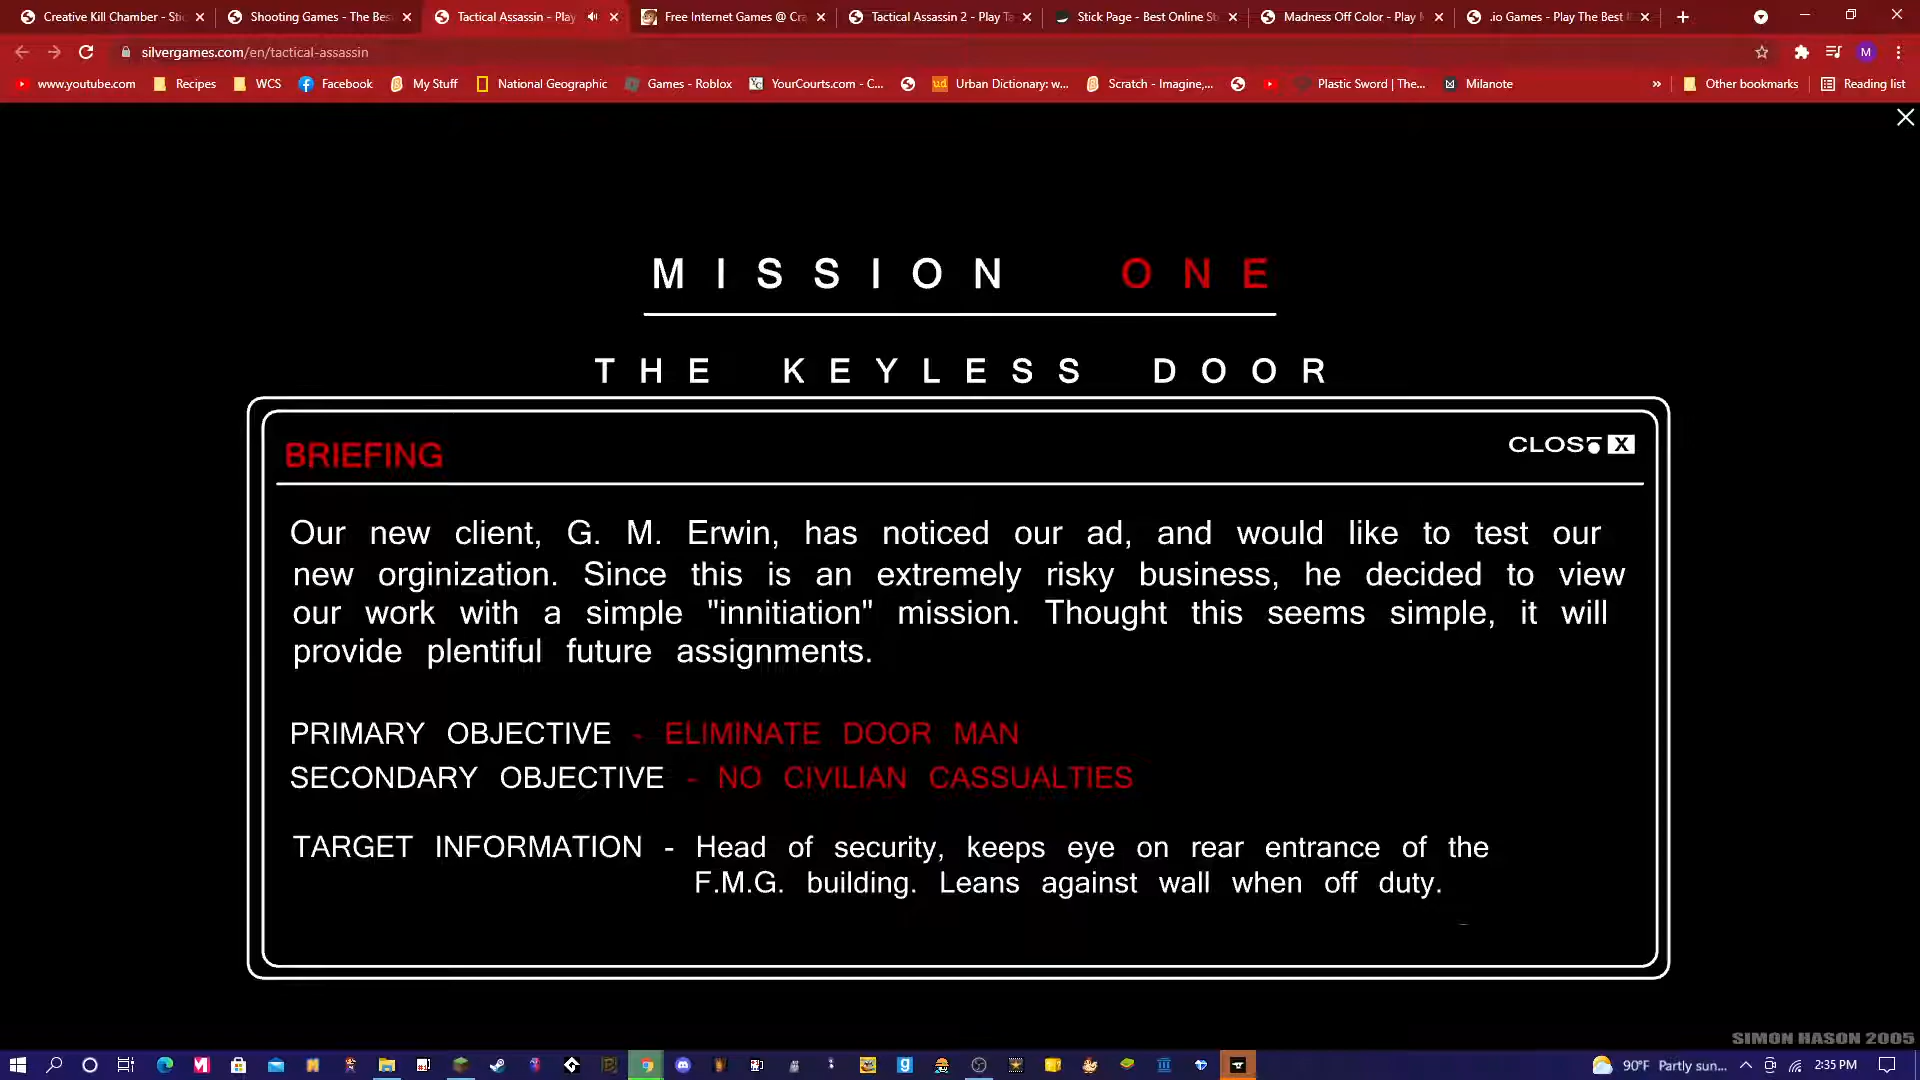 Creative Kill Chamber - Stic
Shooting Games - The Bes
Tactical Assassin - Play
Free Internet Games @ Cra
Tactical Assassin 2 - Play Ta
Stick Page - Best Online St
Madness Off Color - Play M
.io Games - Play The Best
silvergames.com/en/tactical-assassin
M
www.youtube.com
Recipes
WCS
Facebook
My Stuff
National Geographic
Games - Roblox
YourCourts.com - C...
Urban Dictionary: w...
Scratch - Imagine,...
Plastic Sword | The...
Milanote
»
Other bookmarks
Reading list
MISSION ONE
THE KEYLESS DOOR
BRIEFING
CLOSE X
Our new client, G. M. Erwin, has noticed our ad, and would like to test our
new orginization. Since this is an extremely risky business, he decided to view
our work with a simple "innitiation" mission. Thought this seems simple, it will
provide plentiful future assignments.
PRIMARY OBJECTIVE - ELIMINATE DOOR MAN
SECONDARY OBJECTIVE - NO CIVILIAN CASSUALTIES
TARGET INFORMATION - Head of security, keeps eye on rear entrance of the
F.M.G. building. Leans against wall when off duty.
SIMON HASON 2005
90°F Partly sun...
2:35 PM